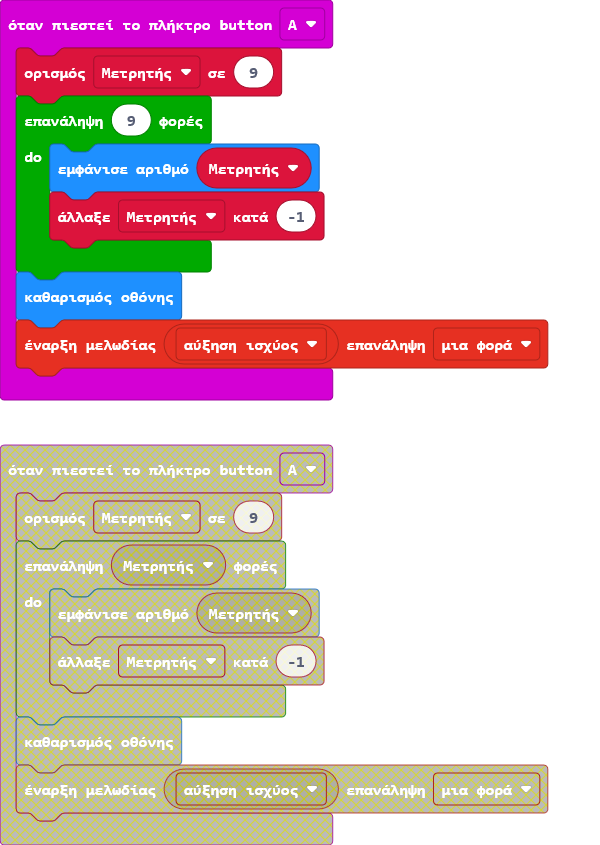 όταν πιεστεί το πλήκτρο button A
ορισμός Μετρητής σε 9
επανάληψη 9 φορές
do
εμφάνισε αριθμό Μετρητής
άλλαξε Μετρητής κατά -1
καθαρισμός οθόνης
έναρξη μελωδίας αύξηση ισχύος επανάληψη μια φορά
όταν πιεστεί το πλήκτρο button A
ορισμός Μετρητής σε 9
επανάληψη Μετρητής φορές
do
εμφάνισε αριθμό Μετρητής
άλλαξε Μετρητής κατά -1
καθαρισμός οθόνης
έναρξη μελωδίας αύξηση ισχύος επανάληψη μια φορά